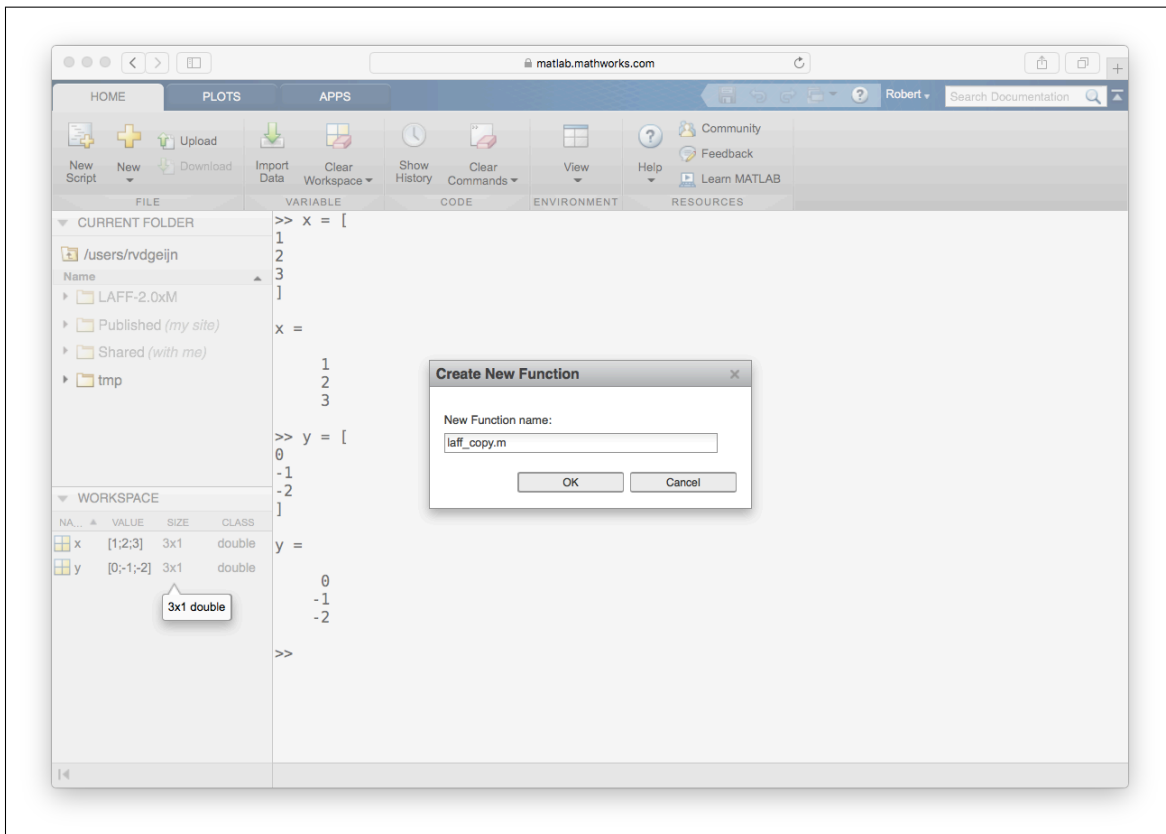 matlab.mathworks.com
HOME PLOTS APPS
Robert
Search Documentation
New Script
New
Upload
Download
Import Data
Clear Workspace
Show History
Clear Commands
View
Help
Community
Feedback
Learn MATLAB
FILE VARIABLE CODE ENVIRONMENT RESOURCES
CURRENT FOLDER
/users/rvdgeijn
Name
LAFF-2.0xM
Published (my site)
Shared (with me)
tmp
WORKSPACE
NA... VALUE SIZE CLASS
x [1;2;3] 3x1 double
y [0;-1;-2] 3x1 double
3x1 double
>> x = [
1
2
3
]
x =
1
2
3
>> y = [
0
-1
-2
]
y =
0
-1
-2
>>
Create New Function
New Function name:
laff_copy.m
OK Cancel